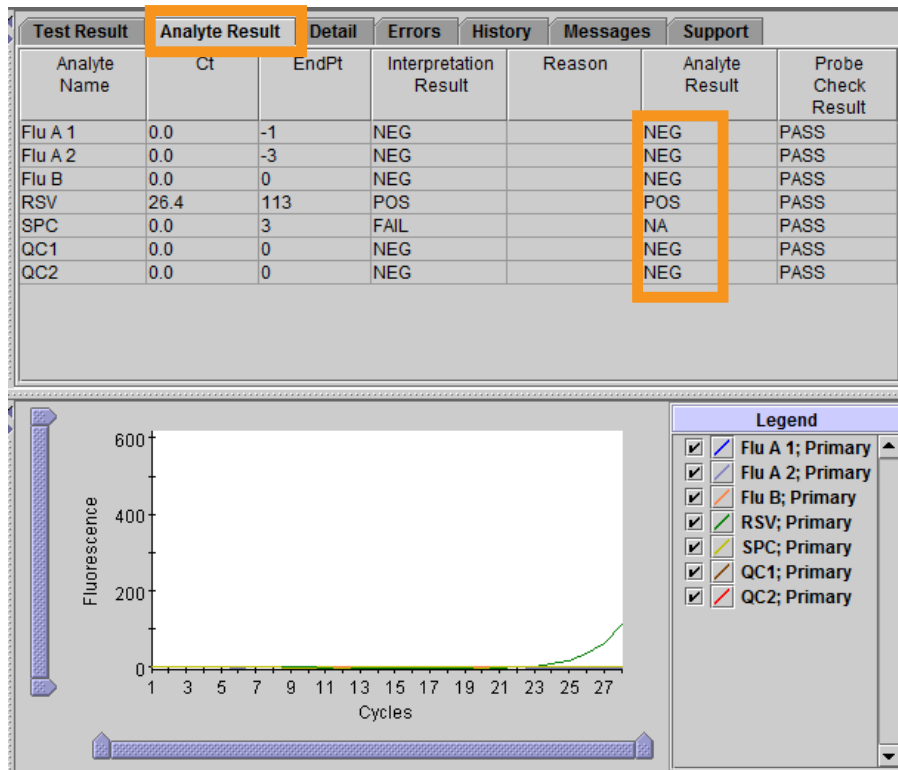 Test Result Analyte Result Detail Errors History Messages Support
Analyte Name Ct EndPt Interpretation Result Reason Analyte Result Probe Check Result
Flu A 1 0.0 -1 NEG NEG PASS
Flu A 2 0.0 -3 NEG NEG PASS
Flu B 0.0 0 NEG NEG PASS
RSV 26.4 113 POS POS PASS
SPC 0.0 3 FAIL NA PASS
QC1 0.0 0 NEG NEG PASS
QC2 0.0 0 NEG NEG PASS
600
400
200
0
Fluorescence
1 3 5 7 9 11 13 15 17 19 21 23 25 27
Cycles
Legend
Flu A 1; Primary
Flu A 2; Primary
Flu B; Primary
RSV; Primary
SPC; Primary
QC1; Primary
QC2; Primary